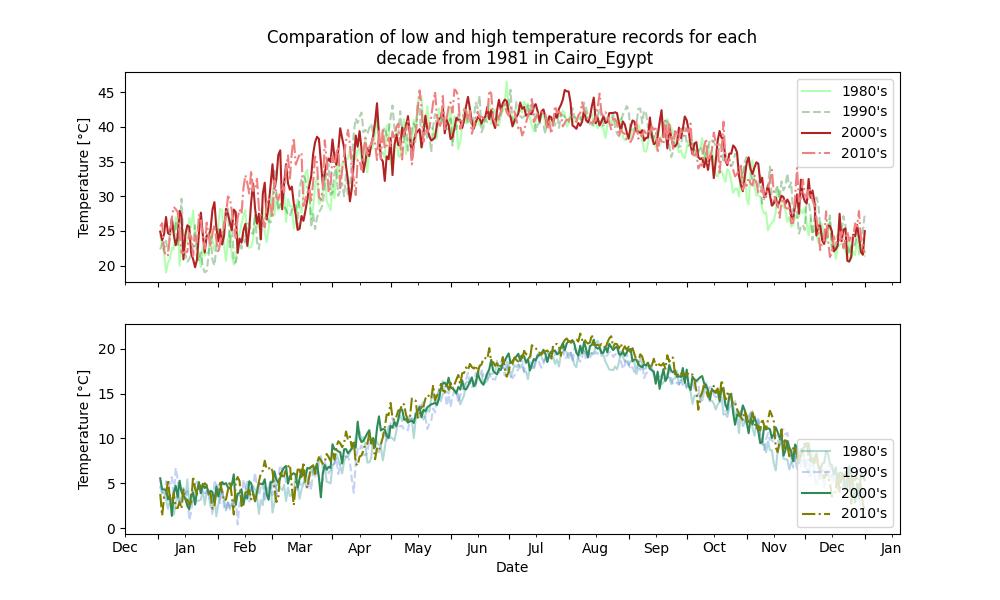 Comparation of low and high temperature records for each
decade from 1981 in Cairo_Egypt
Temperature [°C]
45
40
35
30
25
20
1980's
1990's
2000's
2010's
Temperature [°C]
20
15
10
5
0
1980's
1990's
2000's
2010's
Dec Jan Feb Mar Apr May Jun Jul Aug Sep Oct Nov Dec Jan
Date